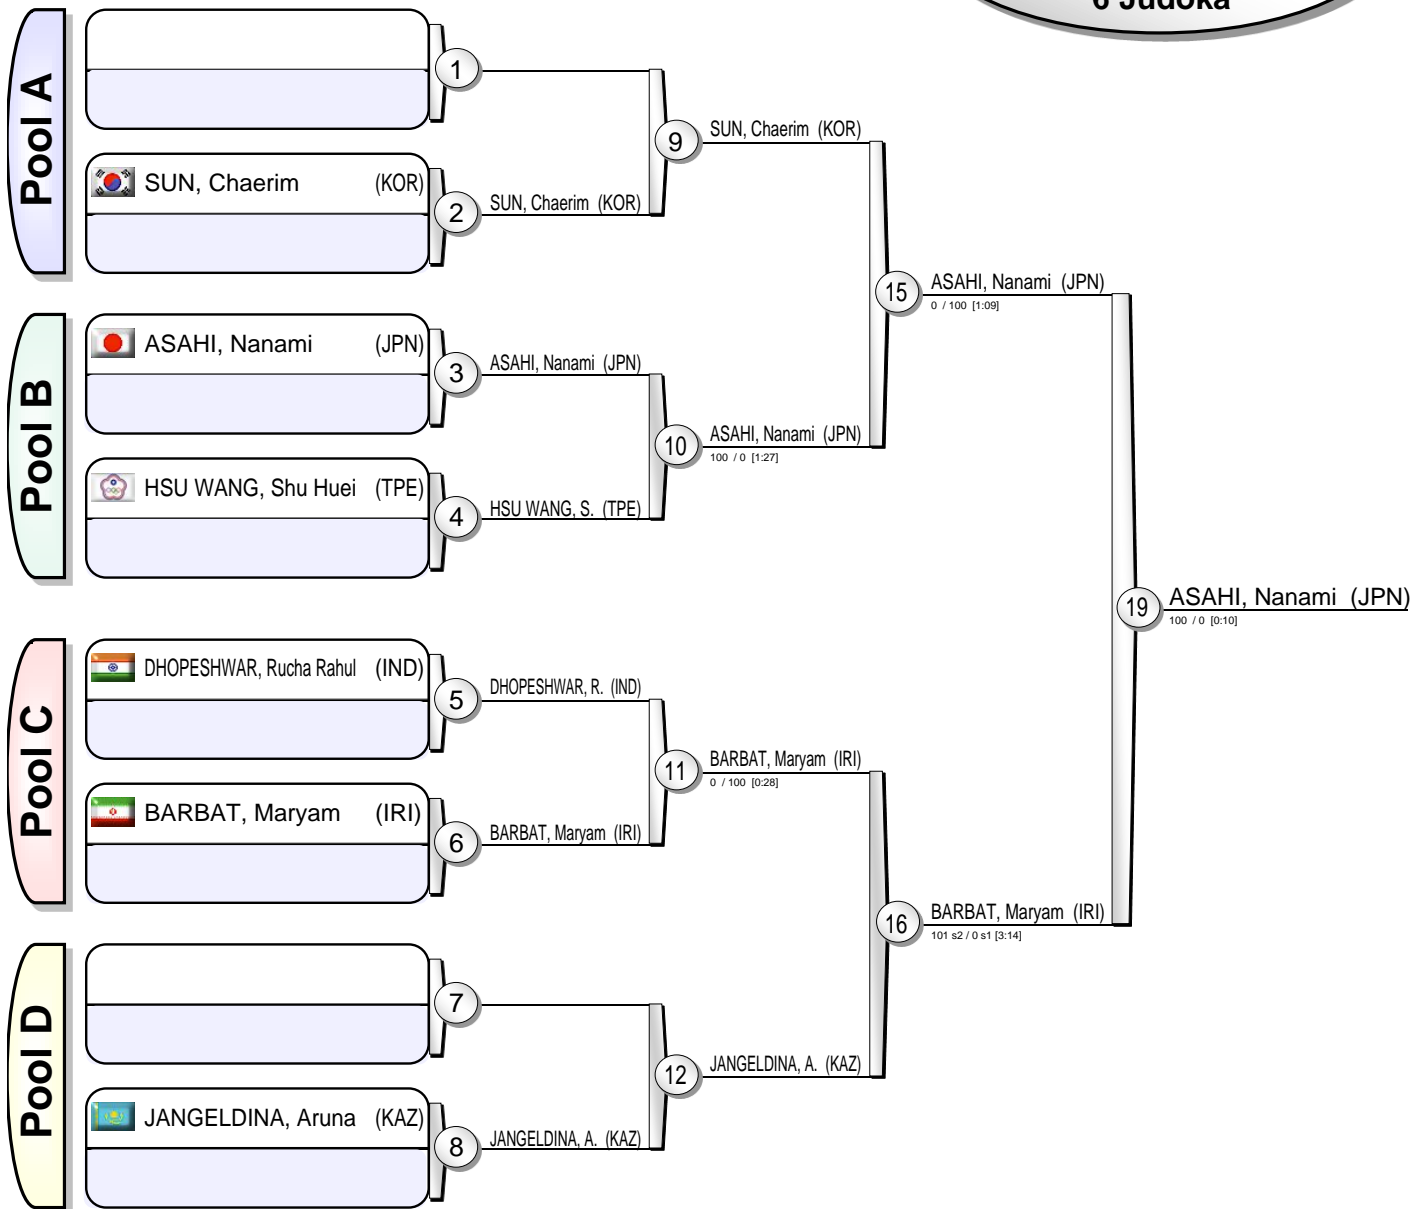 6 Judoka
Pool A
1
SUN, Chaerim (KOR)
2
SUN, Chaerim (KOR)
9
SUN, Chaerim (KOR)
Pool B
ASAHI, Nanami (JPN)
3
ASAHI, Nanami (JPN)
HSU WANG, Shu Huei (TPE)
4
HSU WANG, S. (TPE)
10
ASAHI, Nanami (JPN)
100 / 0 [1:27]
15
ASAHI, Nanami (JPN)
0 / 100 [1:09]
Pool C
DHOPESHWAR, Rucha Rahul (IND)
5
DHOPESHWAR, R. (IND)
BARBAT, Maryam (IRI)
6
BARBAT, Maryam (IRI)
11
BARBAT, Maryam (IRI)
0 / 100 [0:28]
Pool D
7
JANGELDINA, Aruna (KAZ)
8
JANGELDINA, A. (KAZ)
12
JANGELDINA, A. (KAZ)
16
BARBAT, Maryam (IRI)
101 s2 / 0 s1 [3:14]
19
ASAHI, Nanami (JPN)
100 / 0 [0:10]